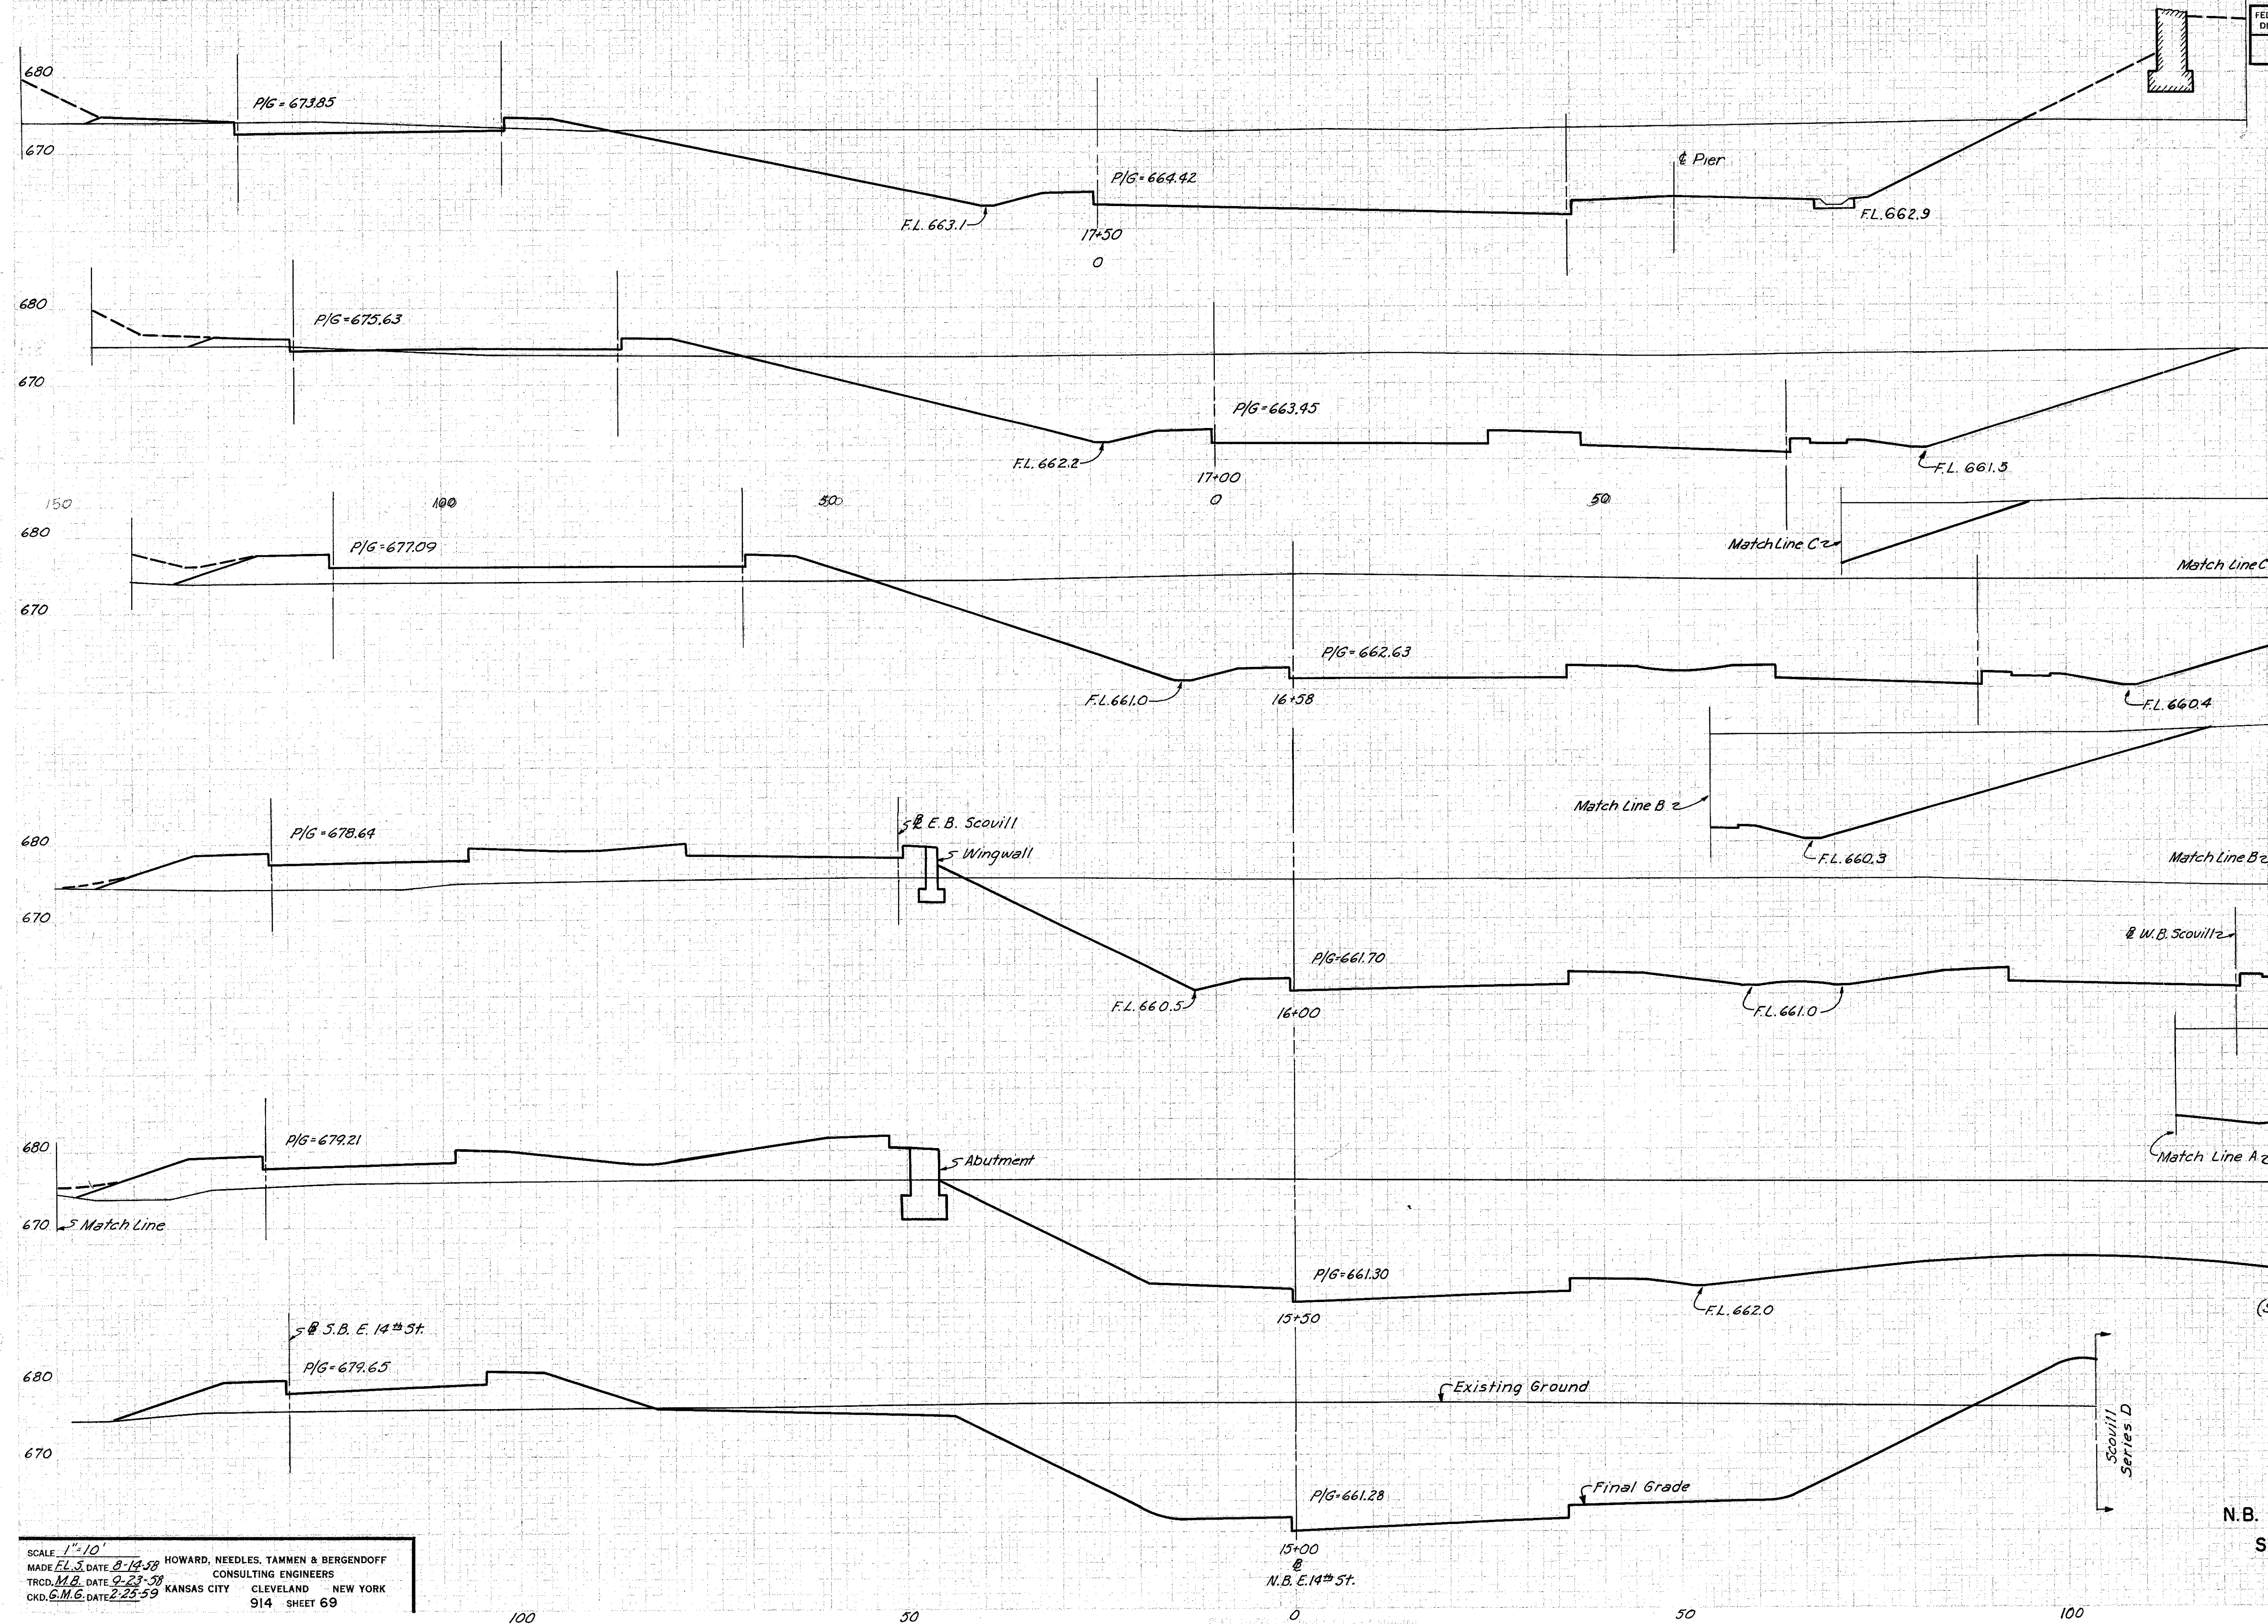 680
P/G = 673.85
670
P/G = 664.42
℄ Pier
F.L. 663.1
F.L. 662.9
17+50
0
680
P/G = 675.63
670
P/G = 663.45
F.L. 662.2
F.L. 661.5
17+00
150 100 50 0 50
680
P/G = 677.09
Match Line C
Match Line C
670
P/G = 662.63
F.L. 661.0
16+58
F.L. 660.4
Match Line B
680
P/G = 678.64
E.B. Scovill
Wingwall
F.L. 660.3
Match Line B
670
W.B. Scovill
P/G = 661.70
F.L. 660.5
16+00
F.L. 661.0
680
P/G = 679.21
Abutment
Match Line A
670
Match Line
P/G = 661.30
F.L. 662.0
15+50
S.B. E. 14th St.
680
P/G = 679.65
Existing Ground
670
Scovill
Series D
P/G = 661.28
Final Grade
N.B.
S
15+00
N.B. E. 14th St.
SCALE 1"=10'
MADE F.L.S. DATE 8-14-58
TRCD. M.B. DATE 9-23-58
CKD. G.M.G. DATE 2-25-59
HOWARD, NEEDLES, TAMMEN & BERGENDOFF
CONSULTING ENGINEERS
KANSAS CITY CLEVELAND NEW YORK
914 SHEET 69
100 50 0 50 100